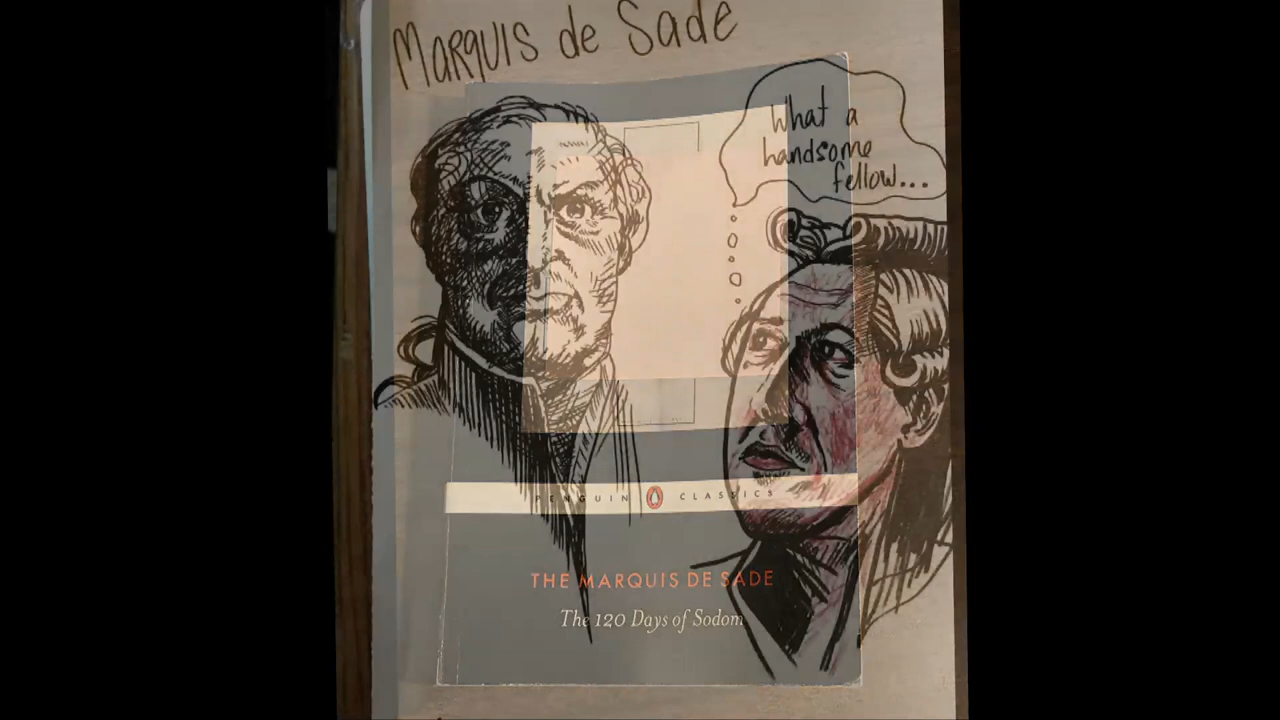 MARQUIS de Sade
What a
handsome
fellow...
PENGUIN CLASSICS
THE MARQUIS DE SADE
The 120 Days of Sodom